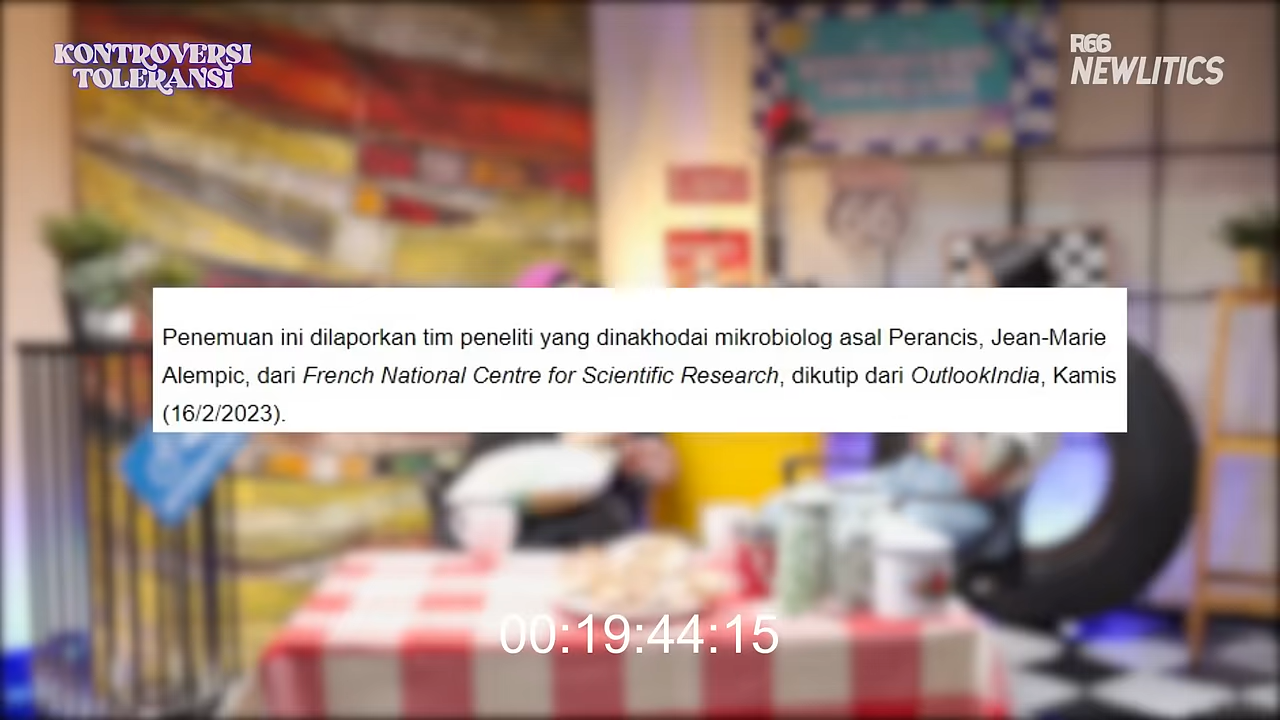 KONTROVERSI
TOLERANSI
R66
NEWLITICS
Penemuan ini dilaporkan tim peneliti yang dinakhodai mikrobiolog asal Perancis, Jean-Marie
Alempic, dari French National Centre for Scientific Research, dikutip dari OutlookIndia, Kamis
(16/2/2023).
00:19:44:15